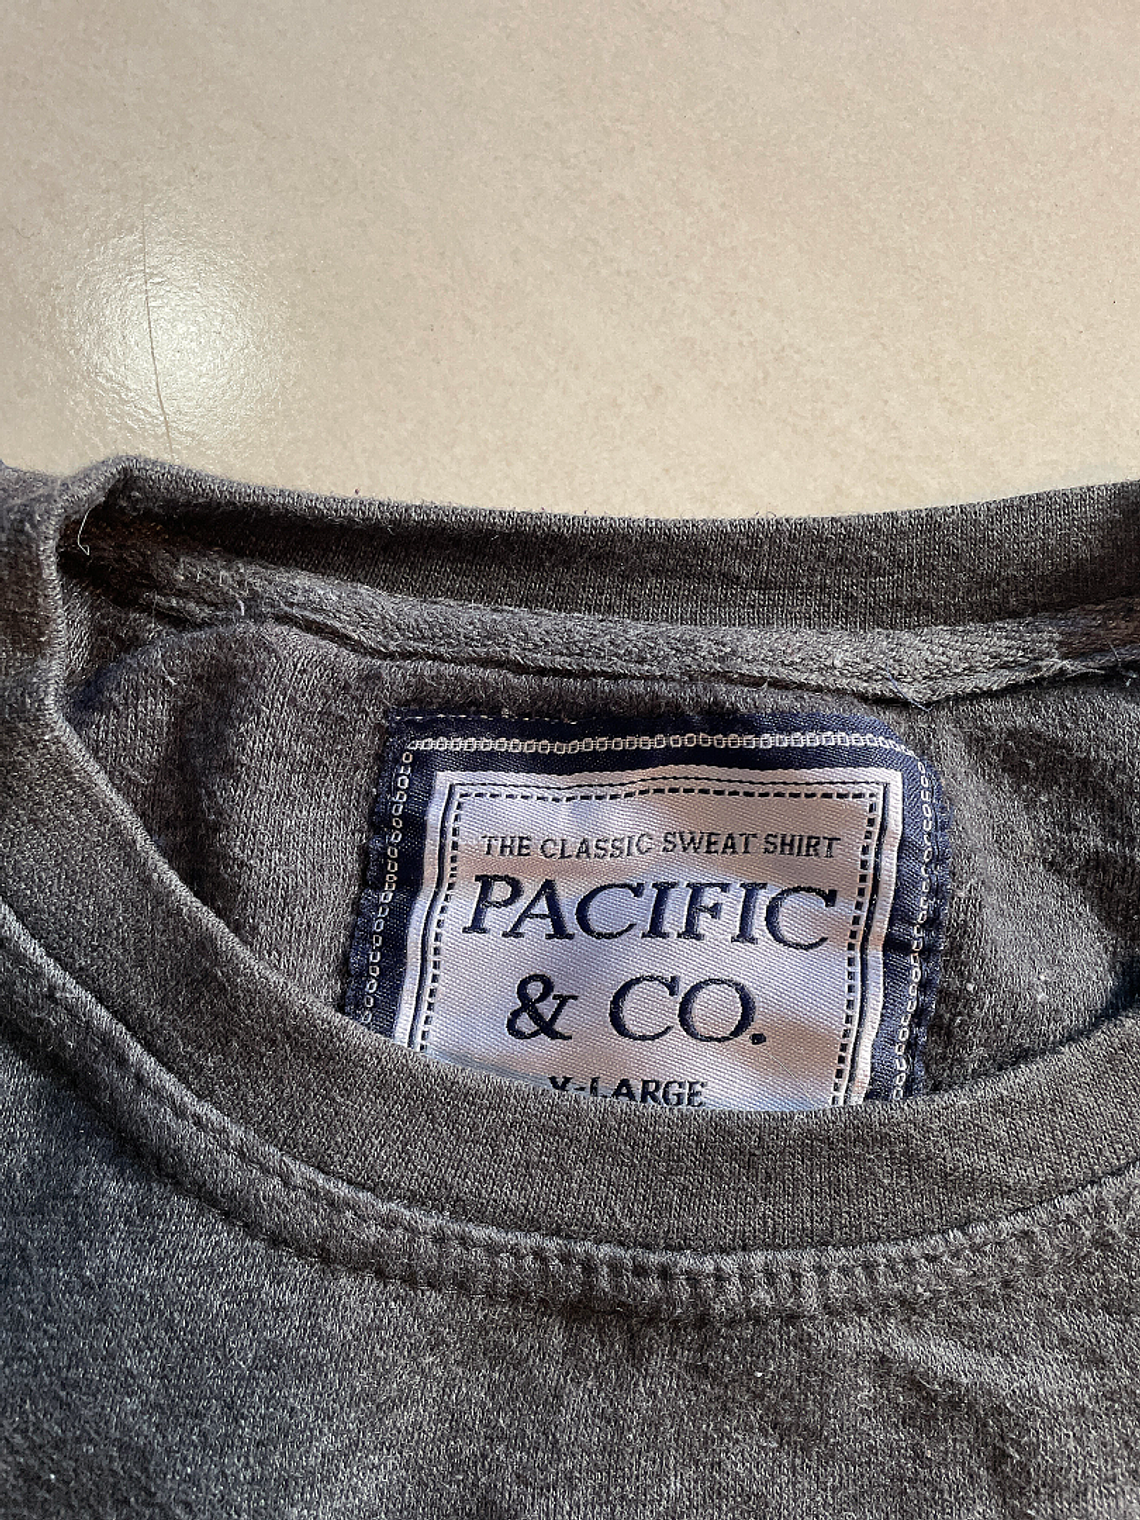 THE CLASSIC SWEAT SHIRT
PACIFIC
& CO.
X-LARGE